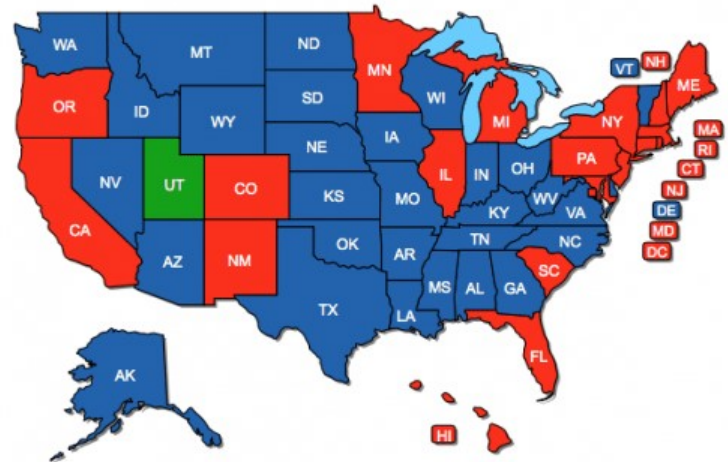 WA
MT
ND
MN
VT
NH
ME
OR
ID
SD
WI
MI
NY
MA
RI
CT
NJ
DE
MD
DC
WY
IA
PA
NE
NV
UT
CO
IL
IN
OH
KS
MO
WV
VA
KY
CA
AZ
NM
OK
AR
TN
NC
SC
TX
MS
AL
GA
LA
FL
AK
HI